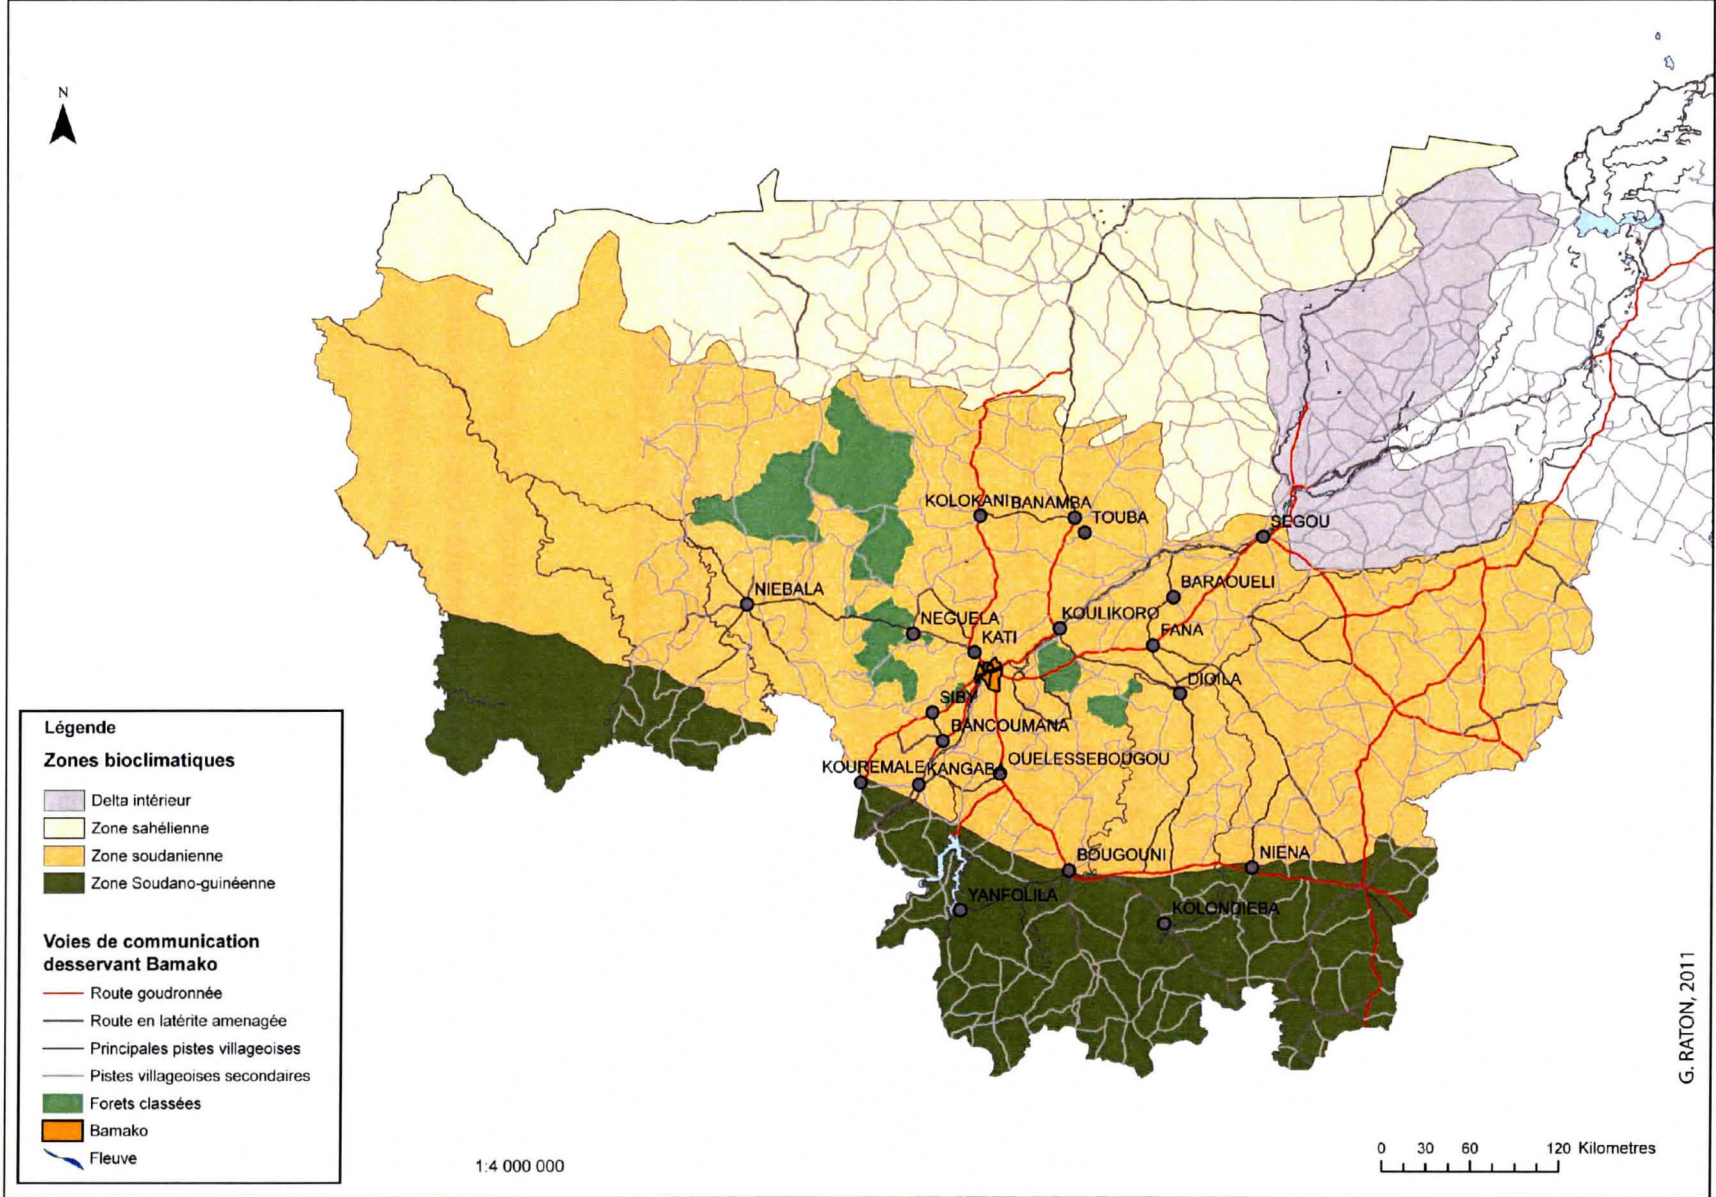 N
KOLOKANI
BANAMBA
TOUBA
SEGOU
BARAOUELI
NIEBALA
NEGUELA
KOULIKORO
KATI
FANA
DIOILA
SIBY
BANCOUMANA
OUELESSEBOUGOU
KOUREMALE
KANGABA
BOUGOUNI
NIENA
YANFOLILA
KOLONDIEBA
Légende
Zones bioclimatiques
Delta intérieur
Zone sahélienne
Zone soudanienne
Zone Soudano-guinéenne
Voies de communication
desservant Bamako
Route goudronnée
Route en latérite amenagée
Principales pistes villageoises
Pistes villageoises secondaires
Forets classées
Bamako
Fleuve
1:4 000 000
0 30 60 120 Kilometres
G. RATON, 2011